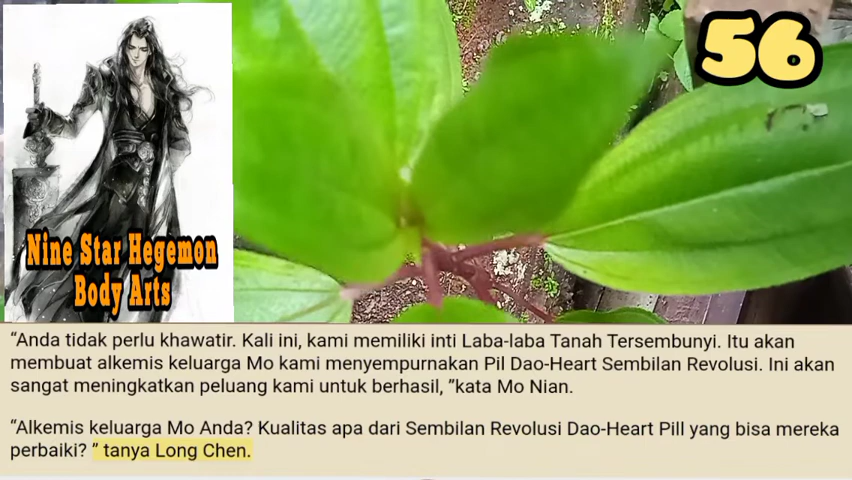 56
Nine Star Hegemon
Body Arts
“Anda tidak perlu khawatir. Kali ini, kami memiliki inti Laba-laba Tanah Tersembunyi. Itu akan
membuat alkemis keluarga Mo kami menyempurnakan Pil Dao-Heart Sembilan Revolusi. Ini akan
sangat meningkatkan peluang kami untuk berhasil, ”kata Mo Nian.
“Alkemis keluarga Mo Anda? Kualitas apa dari Sembilan Revolusi Dao-Heart Pill yang bisa mereka
perbaiki? ” tanya Long Chen.